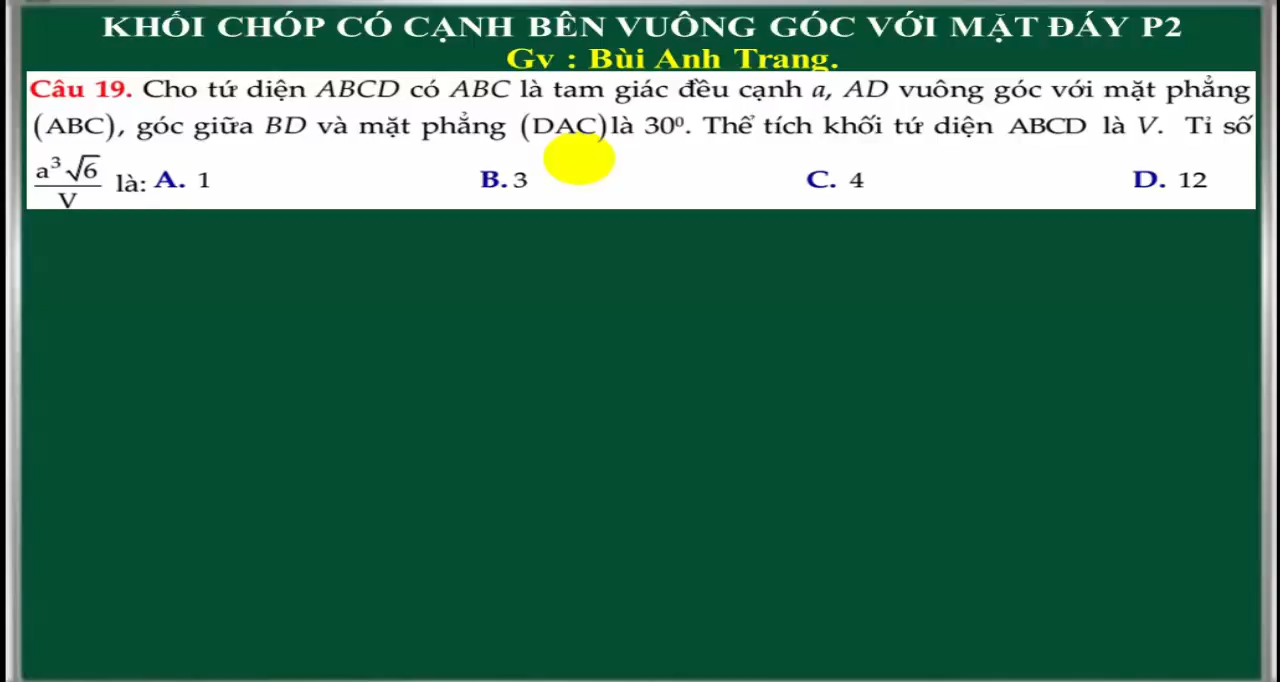 KHỐI CHÓP CÓ CẠNH BÊN VUÔNG GÓC VỚI MẶT ĐÁY P2
Gv : Bùi Anh Trang.
Câu 19. Cho tứ diện ABCD có ABC là tam giác đều cạnh a, AD vuông góc với mặt phẳng
(ABC), góc giữa BD và mặt phẳng (DAC)là 30⁰. Thể tích khối tứ diện ABCD là V. Tỉ số
a³√6/V là: A. 1 B. 3 C. 4 D. 12